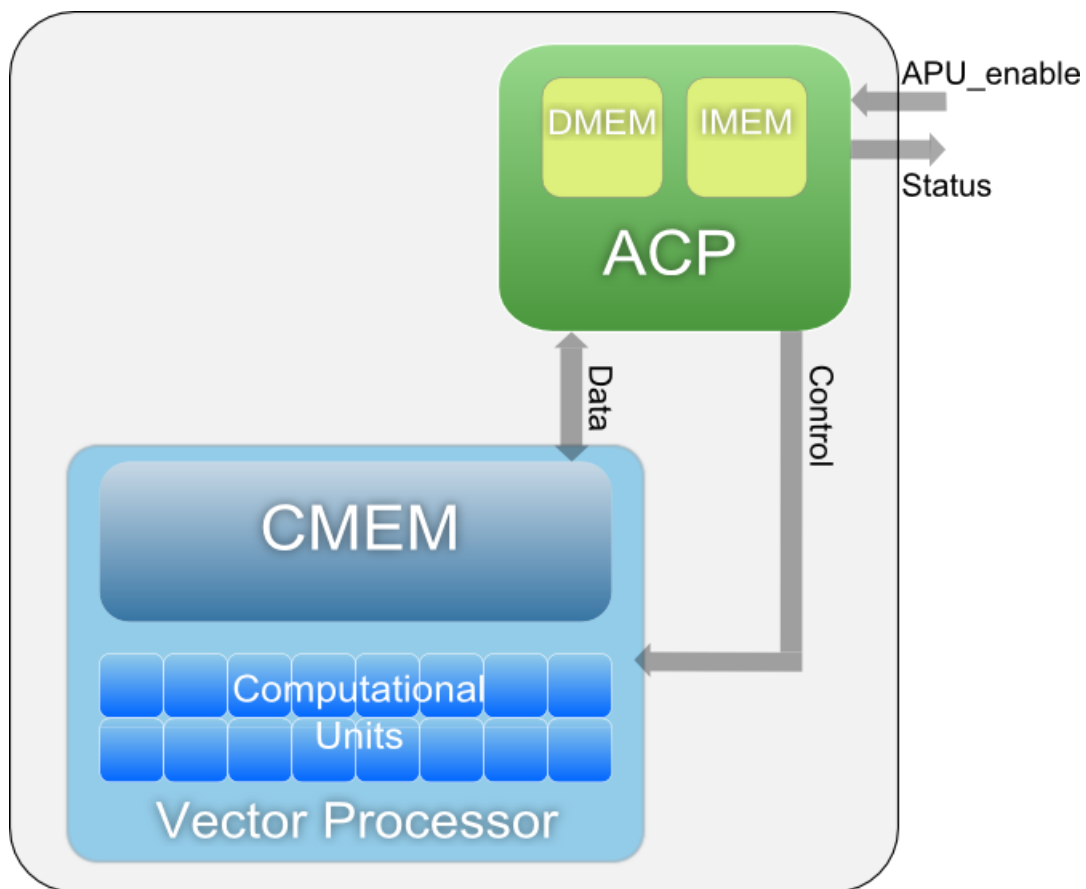 APU_enable
DMEM
IMEM
Status
ACP
Data
Control
CMEM
Computational
Units
Vector Processor